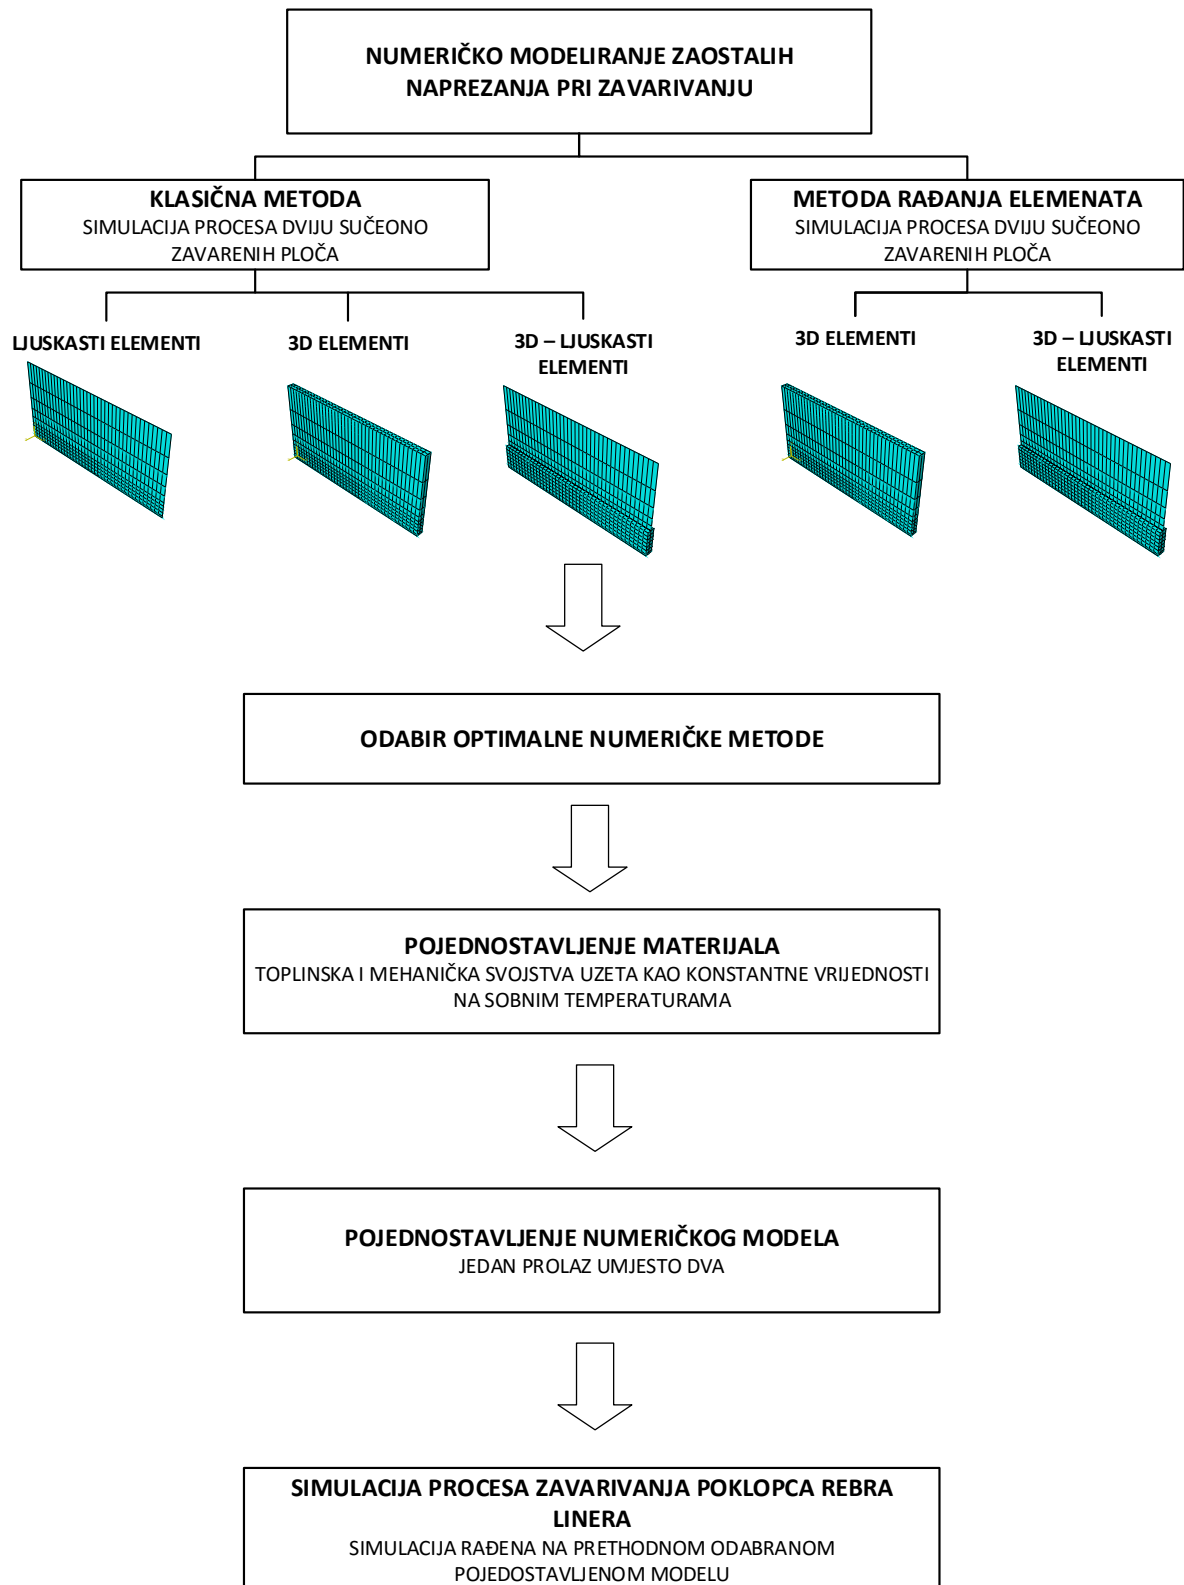 NUMERIČKO MODELIRANJE ZAOSTALIH
NAPREZANJA PRI ZAVARIVANJU
KLASIČNA METODA
SIMULACIJA PROCESA DVIJU SUČEONO
ZAVARENIH PLOČA
METODA RAĐANJA ELEMENATA
SIMULACIJA PROCESA DVIJU SUČEONO
ZAVARENIH PLOČA
LJUSKASTI ELEMENTI
3D ELEMENTI
3D – LJUSKASTI
ELEMENTI
3D ELEMENTI
3D – LJUSKASTI
ELEMENTI
ODABIR OPTIMALNE NUMERIČKE METODE
POJEDNOSTAVLJENJE MATERIJALA
TOPLINSKA I MEHANIČKA SVOJSTVA UZETA KAO KONSTANTNE VRIJEDNOSTI
NA SOBNIM TEMPERATURAMA
POJEDNOSTAVLJENJE NUMERIČKOG MODELA
JEDAN PROLAZ UMJESTO DVA
SIMULACIJA PROCESA ZAVARIVANJA POKLOPCA REBRA
LINERA
SIMULACIJA RAĐENA NA PRETHODNOM ODABRANOM
POJEDOSTAVLJENOM MODELU